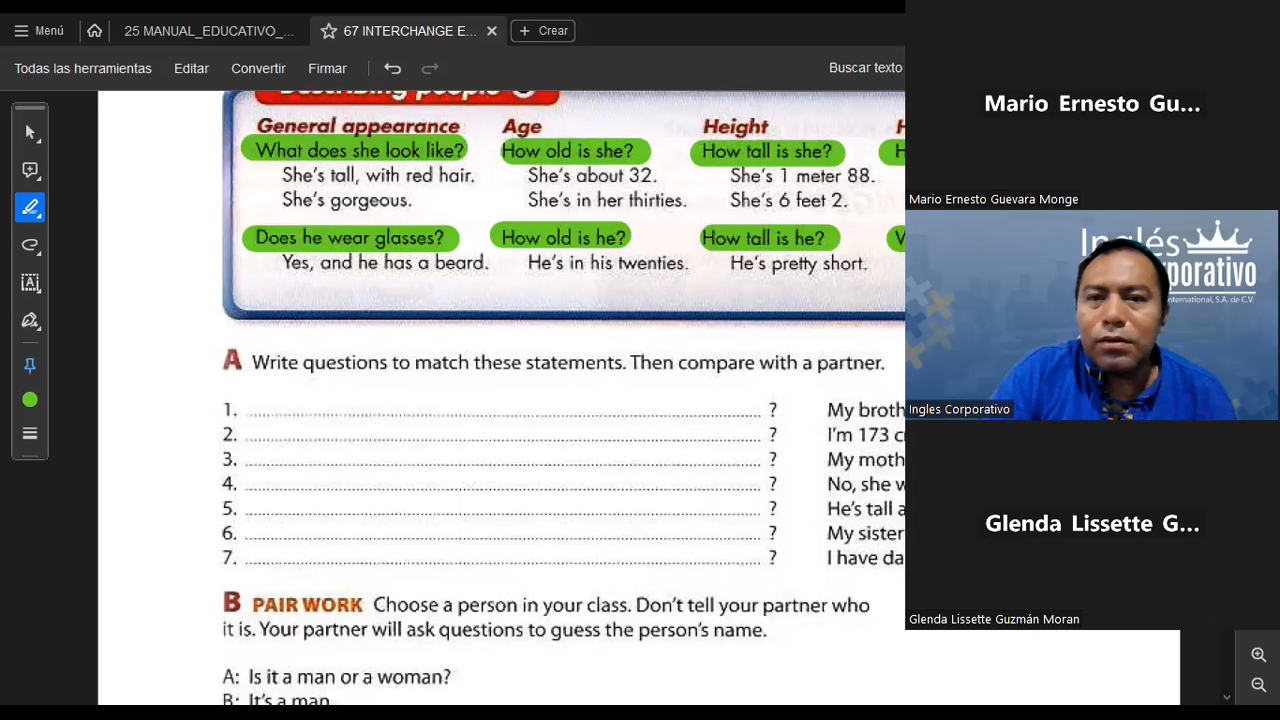 Menú
25 MANUAL_EDUCATIVO_...
67 INTERCHANGE E...
Crear
Todas las herramientas
Editar
Convertir
Firmar
Buscar texto
Describing people
General appearance
Age
Height
H
What does she look like?
How old is she?
How tall is she?
H
She's tall, with red hair.
She's about 32.
She's 1 meter 88.
She's gorgeous.
She's in her thirties.
She's 6 feet 2.
Does he wear glasses?
How old is he?
How tall is he?
Yes, and he has a beard.
He's in his twenties.
He's pretty short.
A Write questions to match these statements. Then compare with a partner.
1. ? My broth
2. ? I'm 173 c
3. ? My moth
4. ? No, she w
5. ? He's tall a
6. ? My sister
7. ? I have da
B PAIR WORK Choose a person in your class. Don't tell your partner who
it is. Your partner will ask questions to guess the person's name.
A: Is it a man or a woman?
B: It's a man.
Mario Ernesto Gu...
Mario Ernesto Guevara Monge
Inglés
orporativo
International, S.A. de C.V.
Ingles Corporativo
Glenda Lissette G...
Glenda Lissette Guzmán Moran